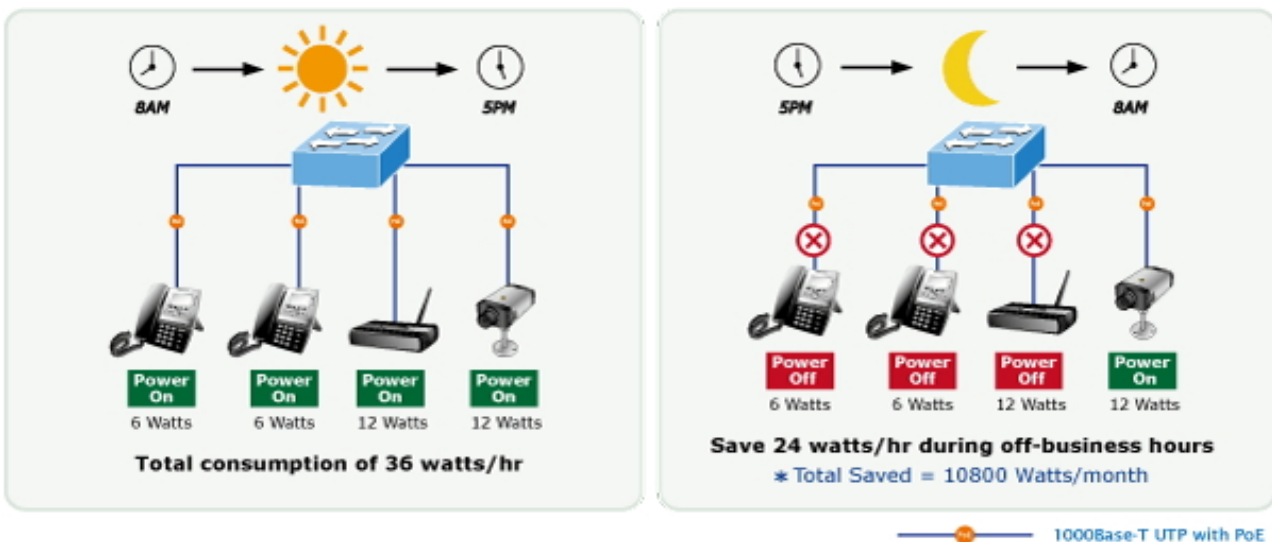 8AM
5PM
Power On
6 Watts
Power On
6 Watts
Power On
12 Watts
Power On
12 Watts
Total consumption of 36 watts/hr
5PM
8AM
Power Off
6 Watts
Power Off
6 Watts
Power Off
12 Watts
Power On
12 Watts
Save 24 watts/hr during off-business hours
* Total Saved = 10800 Watts/month
PoE
1000Base-T UTP with PoE